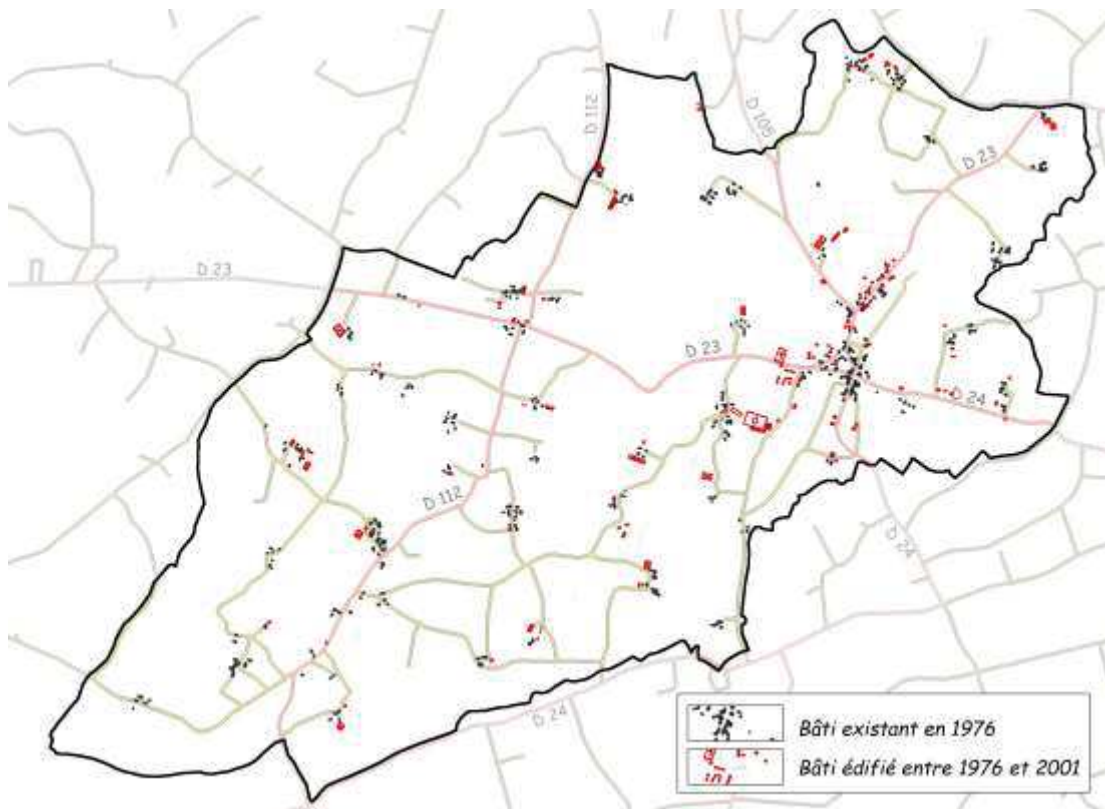 D 112
D 105
D 23
D 23
D 23
D 24
D 112
D 24
D 24
Bâti existant en 1976
Bâti édifié entre 1976 et 2001